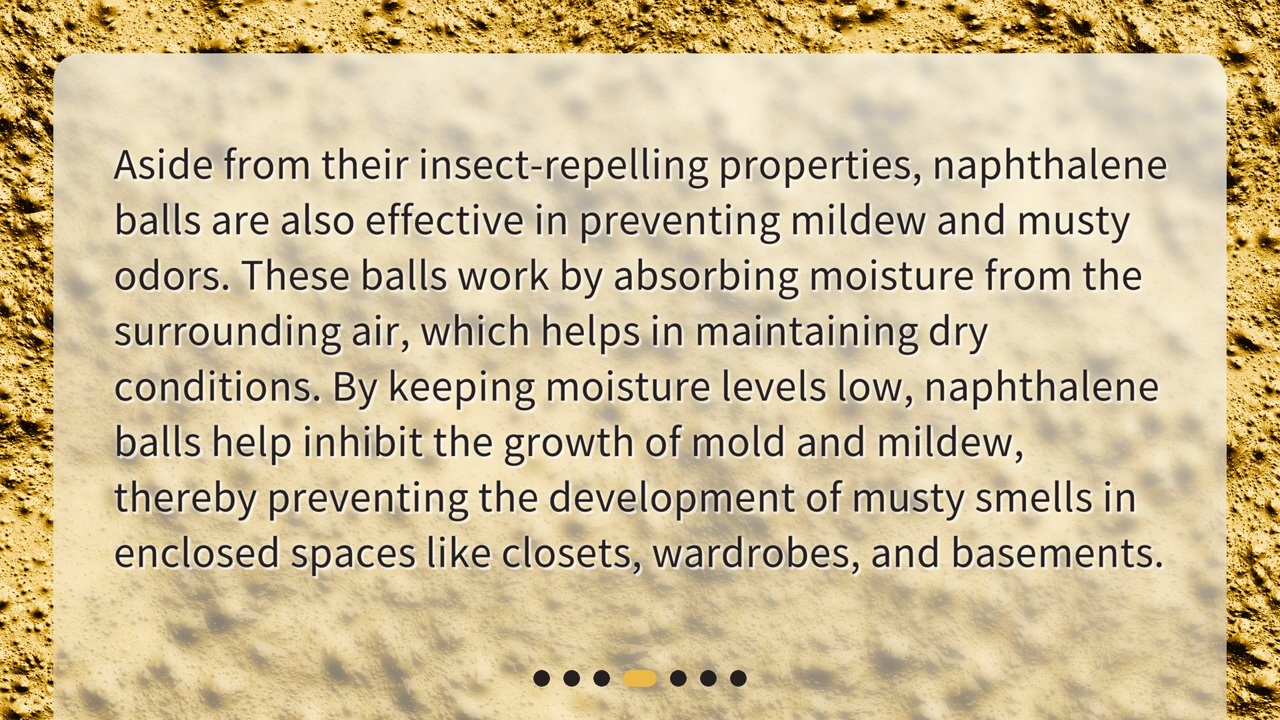 Aside from their insect-repelling properties, naphthalene
balls are also effective in preventing mildew and musty
odors. These balls work by absorbing moisture from the
surrounding air, which helps in maintaining dry
conditions. By keeping moisture levels low, naphthalene
balls help inhibit the growth of mold and mildew,
thereby preventing the development of musty smells in
enclosed spaces like closets, wardrobes, and basements.